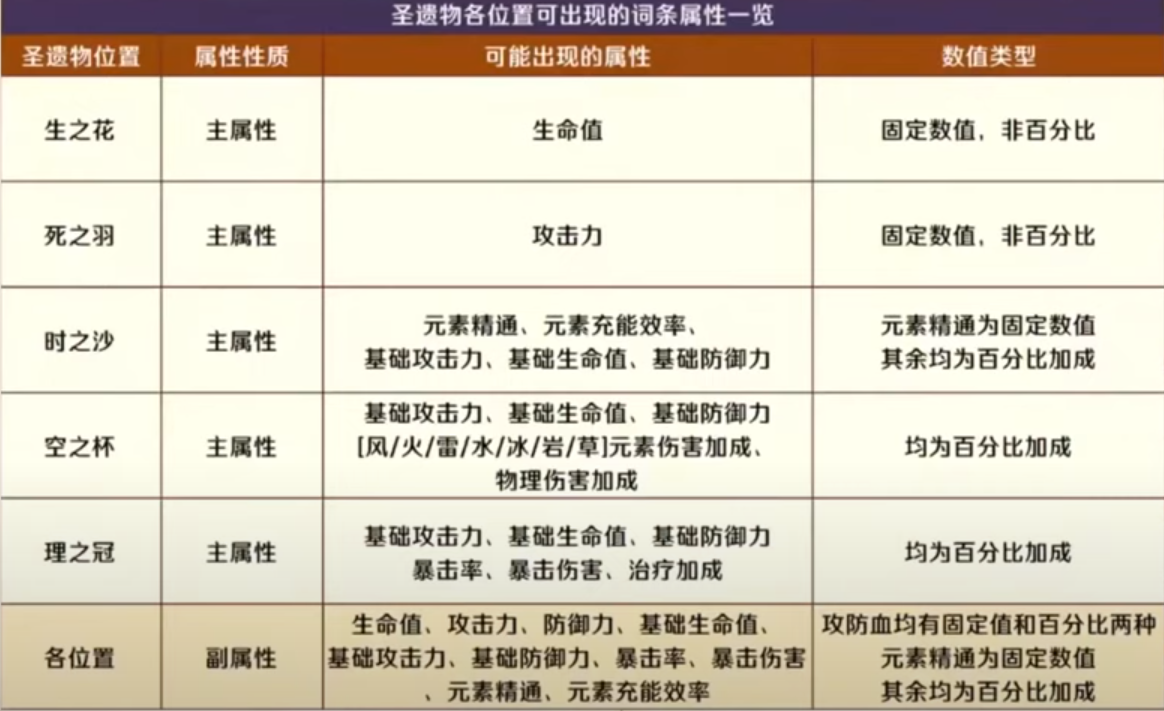 圣遗物各位置可出现的词条属性一览
圣遗物位置 属性性质 可能出现的属性 数值类型
生之花 主属性 生命值 固定数值，非百分比
死之羽 主属性 攻击力 固定数值，非百分比
时之沙 主属性
元素精通、元素充能效率、
基础攻击力、基础生命值、基础防御力
元素精通为固定数值
其余均为百分比加成
空之杯 主属性
基础攻击力、基础生命值、基础防御力
[风/火/雷/水/冰/岩/草]元素伤害加成、
物理伤害加成
均为百分比加成
理之冠 主属性
基础攻击力、基础生命值、基础防御力
暴击率、暴击伤害、治疗加成
均为百分比加成
各位置 副属性
生命值、攻击力、防御力、基础生命值、
基础攻击力、基础防御力、暴击率、暴击伤害
、元素精通、元素充能效率
攻防血均有固定值和百分比两种
元素精通为固定数值
其余均为百分比加成